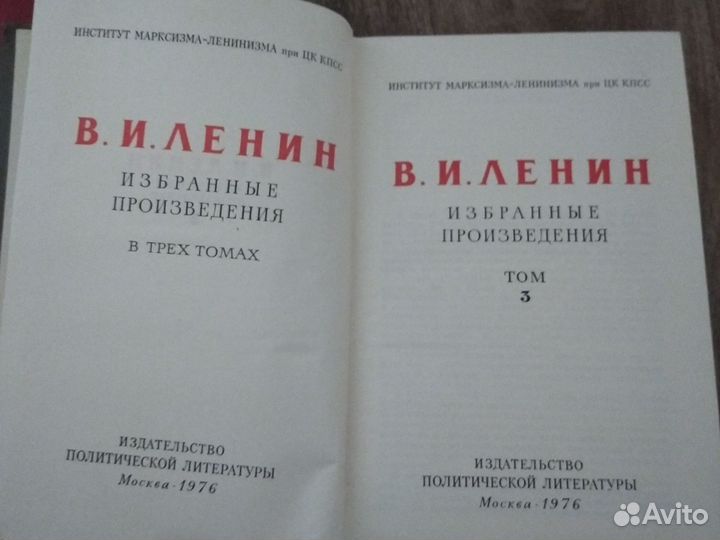 ИНСТИТУТ МАРКСИЗМА-ЛЕНИНИЗМА при ЦК КПСС
В. И. ЛЕНИН
ИЗБРАННЫЕ
ПРОИЗВЕДЕНИЯ
В ТРЕХ ТОМАХ
ИЗДАТЕЛЬСТВО
ПОЛИТИЧЕСКОЙ ЛИТЕРАТУРЫ
Москва · 1976
ИНСТИТУТ МАРКСИЗМА-ЛЕНИНИЗМА при ЦК КПСС
В. И. ЛЕНИН
ИЗБРАННЫЕ
ПРОИЗВЕДЕНИЯ
ТОМ
3
ИЗДАТЕЛЬСТВО
ПОЛИТИЧЕСКОЙ ЛИТЕРАТУРЫ
Москва · 1976
Avito